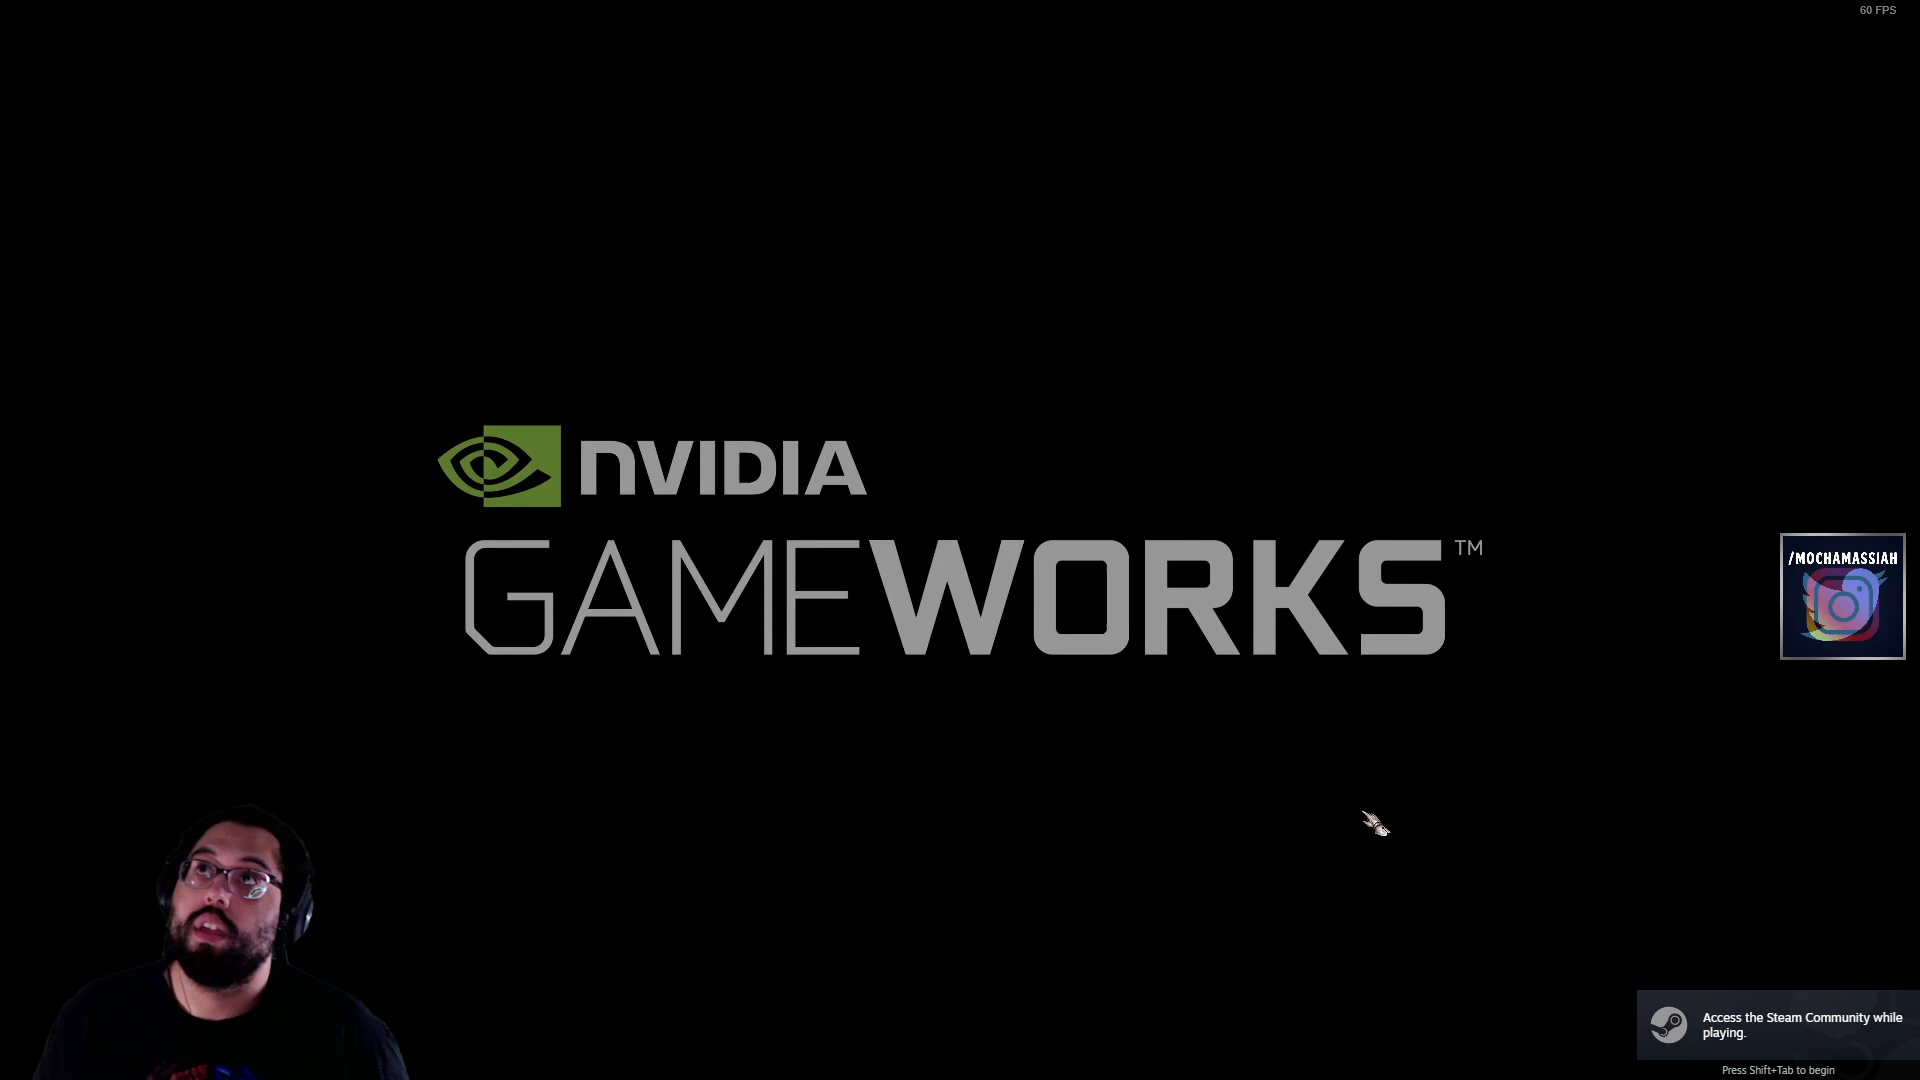 60 FPS
NVIDIA
GAMEWORKS™
/MOCHAMASSIAH
Access the Steam Community while
playing.
Press Shift+Tab to begin